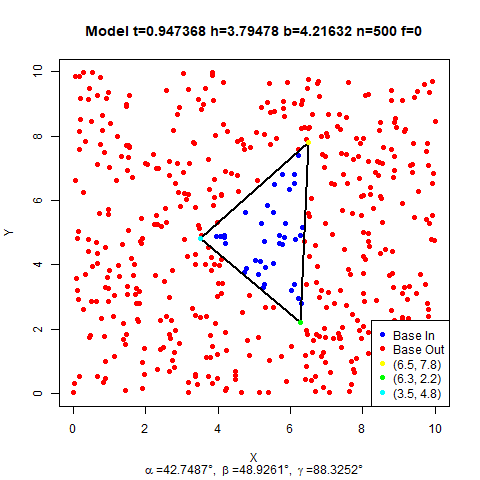 Model t=0.947368 h=3.79478 b=4.21632 n=500 f=0
Y
10
8
6
4
2
0
Base In
Base Out
(6.5, 7.8)
(6.3, 2.2)
(3.5, 4.8)
0 2 4 6 8 10
X
α=42.7487°, β=48.9261°, γ=88.3252°